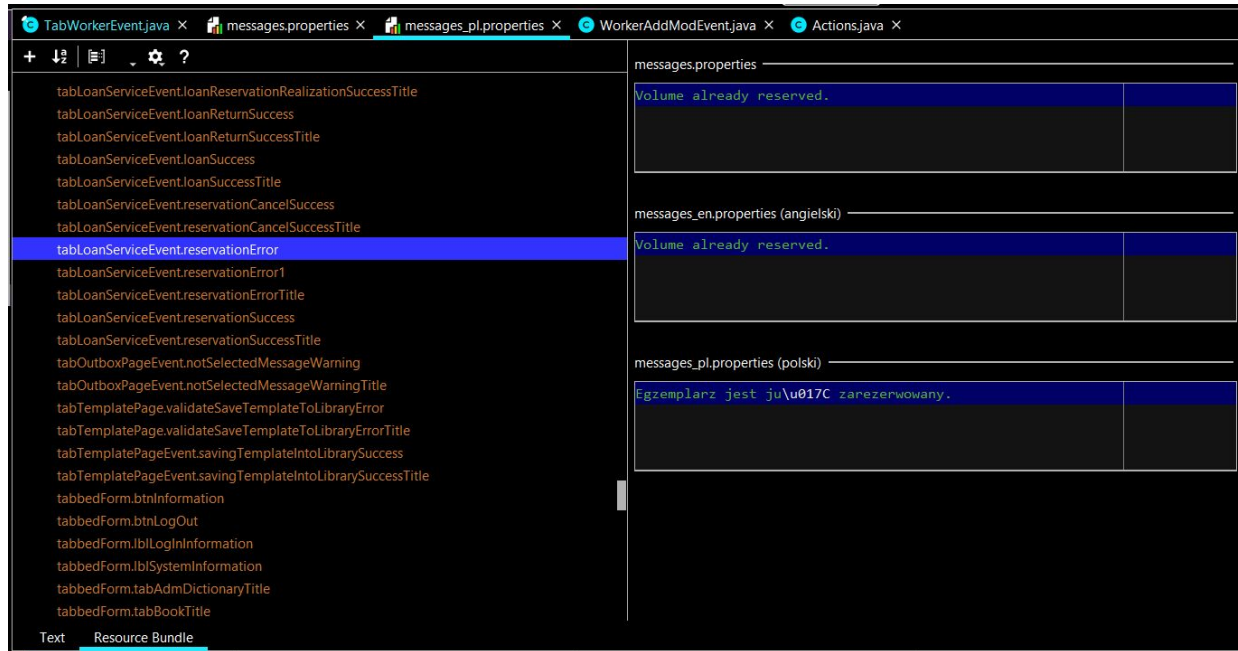 TabWorkerEvent.java × messages.properties × messages_pl.properties × WorkerAddModEvent.java × Actions.java ×
tabLoanServiceEvent.loanReservationRealizationSuccessTitle
tabLoanServiceEvent.loanReturnSuccess
tabLoanServiceEvent.loanReturnSuccessTitle
tabLoanServiceEvent.loanSuccess
tabLoanServiceEvent.loanSuccessTitle
tabLoanServiceEvent.reservationCancelSuccess
tabLoanServiceEvent.reservationCancelSuccessTitle
tabLoanServiceEvent.reservationError
tabLoanServiceEvent.reservationError1
tabLoanServiceEvent.reservationErrorTitle
tabLoanServiceEvent.reservationSuccess
tabLoanServiceEvent.reservationSuccessTitle
tabOutboxPageEvent.notSelectedMessageWarning
tabOutboxPageEvent.notSelectedMessageWarningTitle
tabTemplatePage.validateSaveTemplateToLibraryError
tabTemplatePage.validateSaveTemplateToLibraryErrorTitle
tabTemplatePageEvent.savingTemplateIntoLibrarySuccess
tabTemplatePageEvent.savingTemplateIntoLibrarySuccessTitle
tabbedForm.btnInformation
tabbedForm.btnLogOut
tabbedForm.lblLogInInformation
tabbedForm.lblSystemInformation
tabbedForm.tabAdmDictionaryTitle
tabbedForm.tabBookTitle
Text Resource Bundle
messages.properties
Volume already reserved.
messages_en.properties (angielski)
Volume already reserved.
messages_pl.properties (polski)
Egzemplarz jest ju\u017C zarezerwowany.